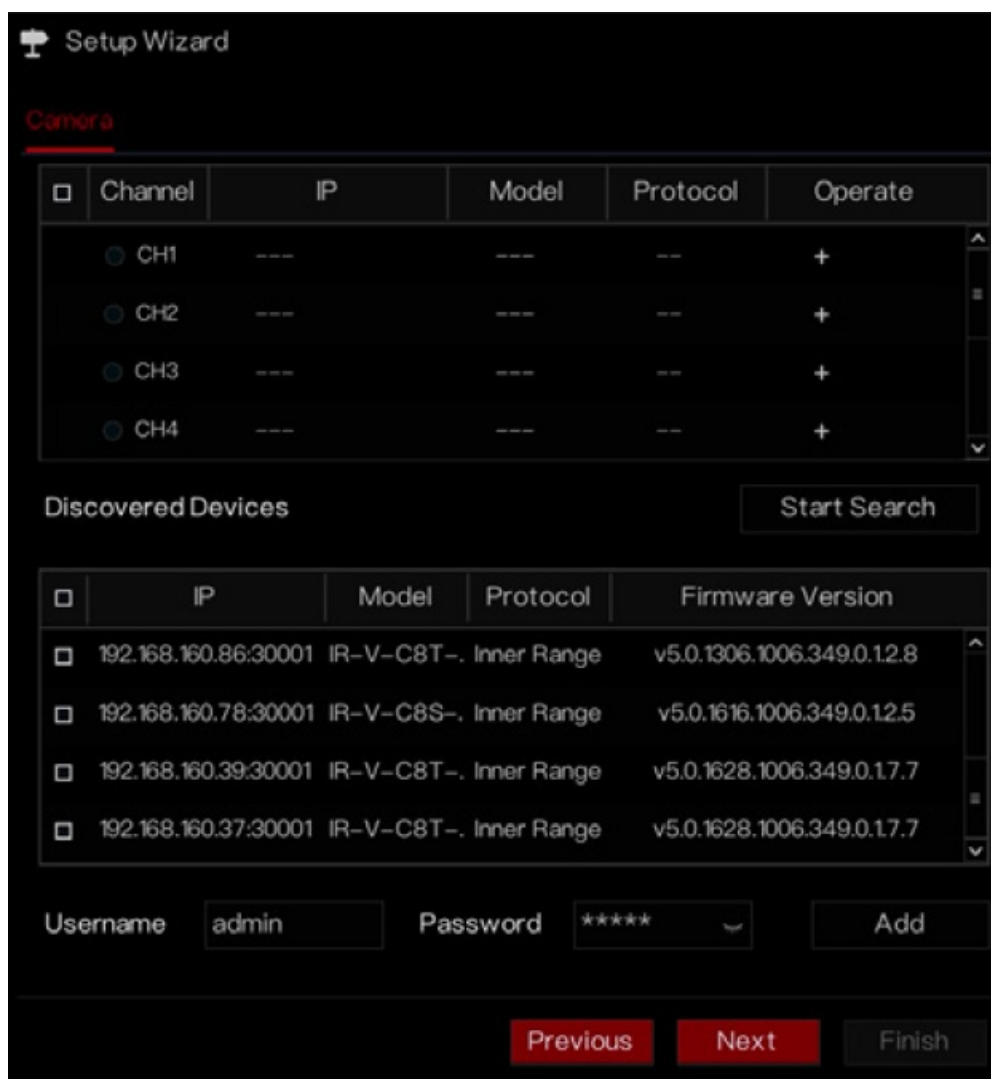 Setup Wizard
Camera
Channel IP Model Protocol Operate
CH1 --- --- -- +
CH2 --- --- -- +
CH3 --- --- -- +
CH4 --- --- -- +
Discovered Devices Start Search
IP Model Protocol Firmware Version
192.168.160.86:30001 IR-V-C8T-. Inner Range v5.0.1306.1006.349.0.1.2.8
192.168.160.78:30001 IR-V-C8S-. Inner Range v5.0.1616.1006.349.0.1.2.5
192.168.160.39:30001 IR-V-C8T-. Inner Range v5.0.1628.1006.349.0.1.7.7
192.168.160.37:30001 IR-V-C8T-. Inner Range v5.0.1628.1006.349.0.1.7.7
Username admin Password ***** Add
Previous Next Finish